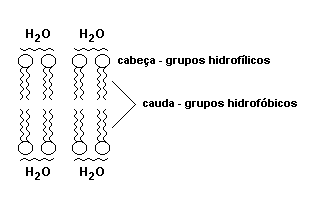 H2O H2O
cabeça - grupos hidrofílicos
cauda - grupos hidrofóbicos
H2O H2O